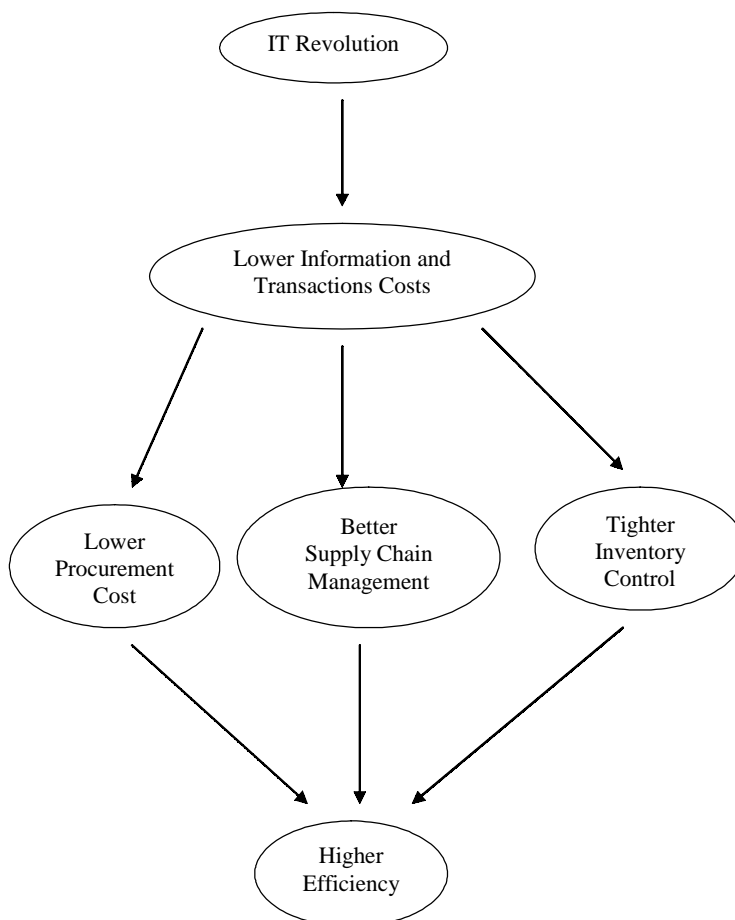 IT Revolution
Lower Information and
Transactions Costs
Lower
Procurement
Cost
Better
Supply Chain
Management
Tighter
Inventory
Control
Higher
Efficiency